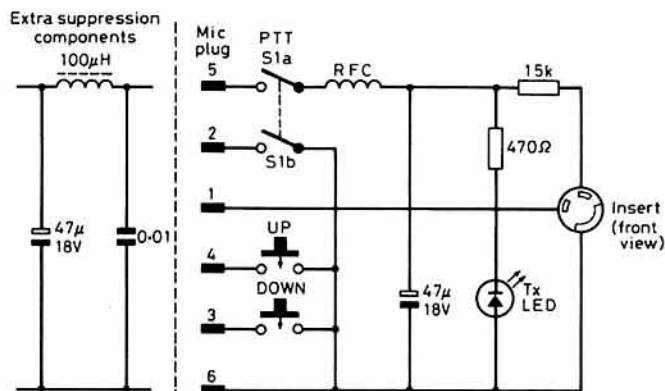 Extra suppression
components
100μH
47μ
18V
0·01
Mic
plug
5
2
1
4
3
6
PTT
S1a
S1b
UP
DOWN
RFC
15k
470Ω
47μ
18V
Tx
LED
Insert
(front
view)